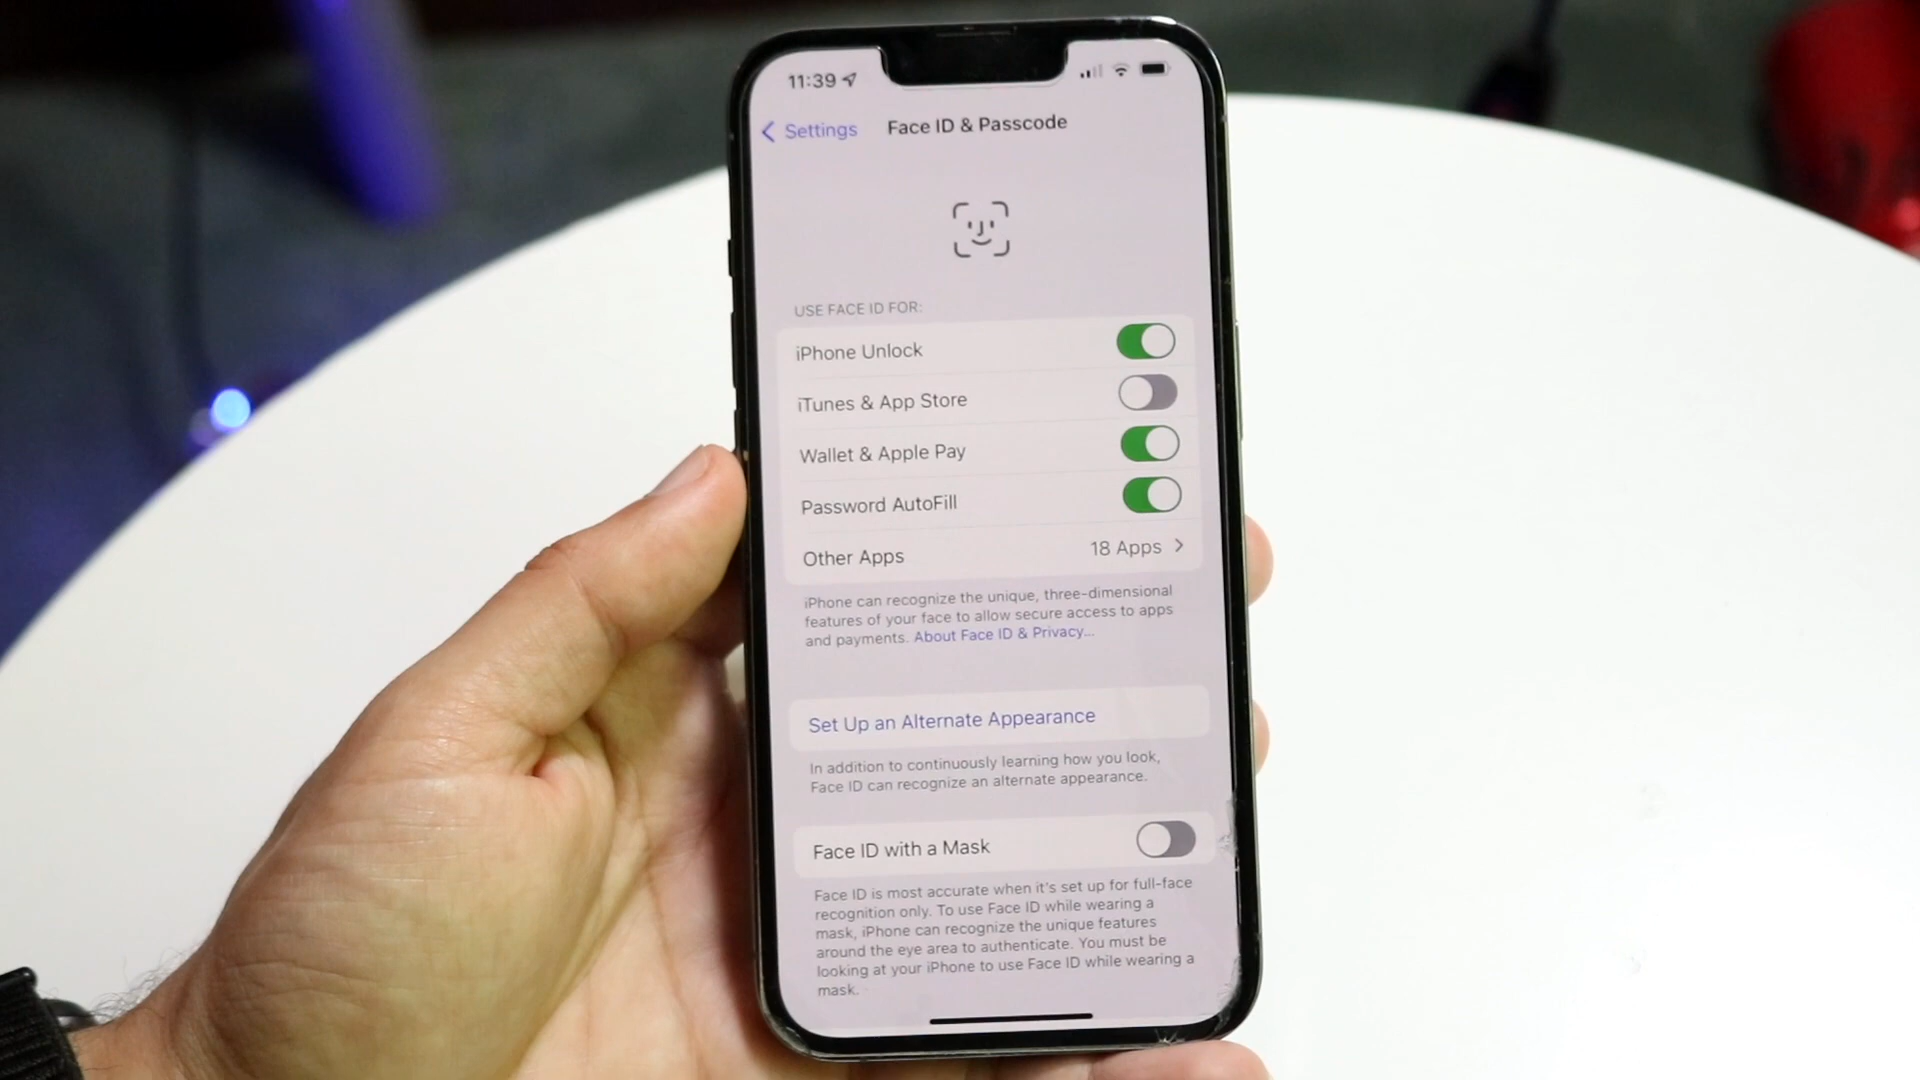 11:39
Settings Face ID & Passcode
USE FACE ID FOR:
iPhone Unlock
iTunes & App Store
Wallet & Apple Pay
Password AutoFill
Other Apps 18 Apps
iPhone can recognize the unique, three-dimensional
features of your face to allow secure access to apps
and payments. About Face ID & Privacy...
Set Up an Alternate Appearance
In addition to continuously learning how you look,
Face ID can recognize an alternate appearance.
Face ID with a Mask
Face ID is most accurate when it's set up for full-face
recognition only. To use Face ID while wearing a
mask, iPhone can recognize the unique features
around the eye area to authenticate. You must be
looking at your iPhone to use Face ID while wearing a
mask.